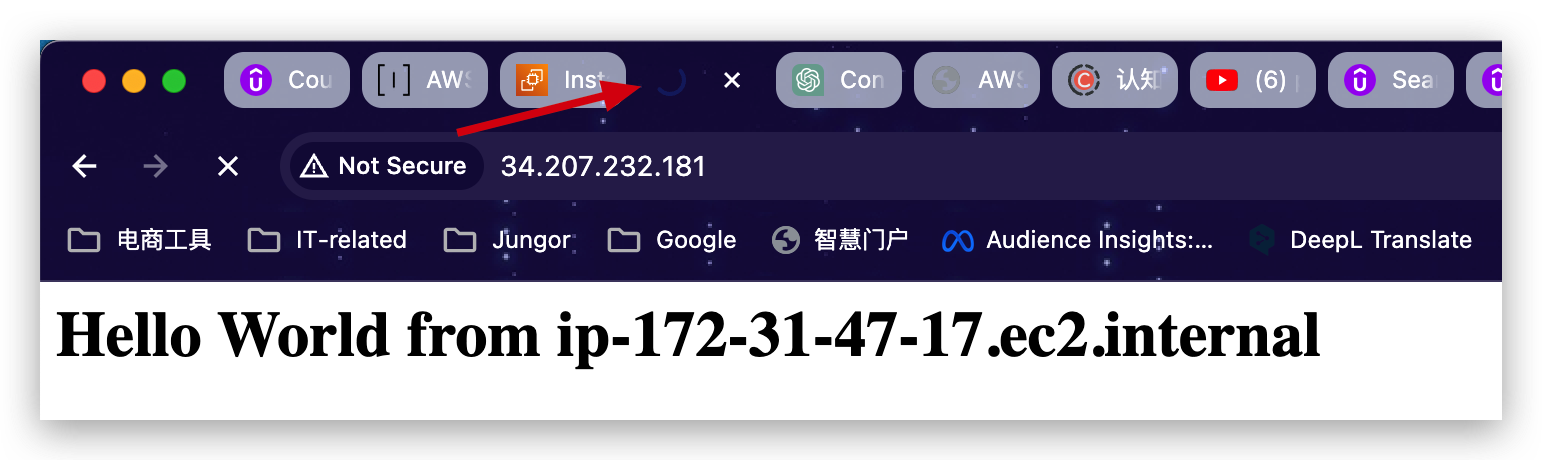 Cou AWS Inst Con AWS 认知 (6) Sea
Not Secure 34.207.232.181
电商工具 IT-related Jungor Google 智慧门户 Audience Insights:... DeepL Translate
Hello World from ip-172-31-47-17.ec2.internal